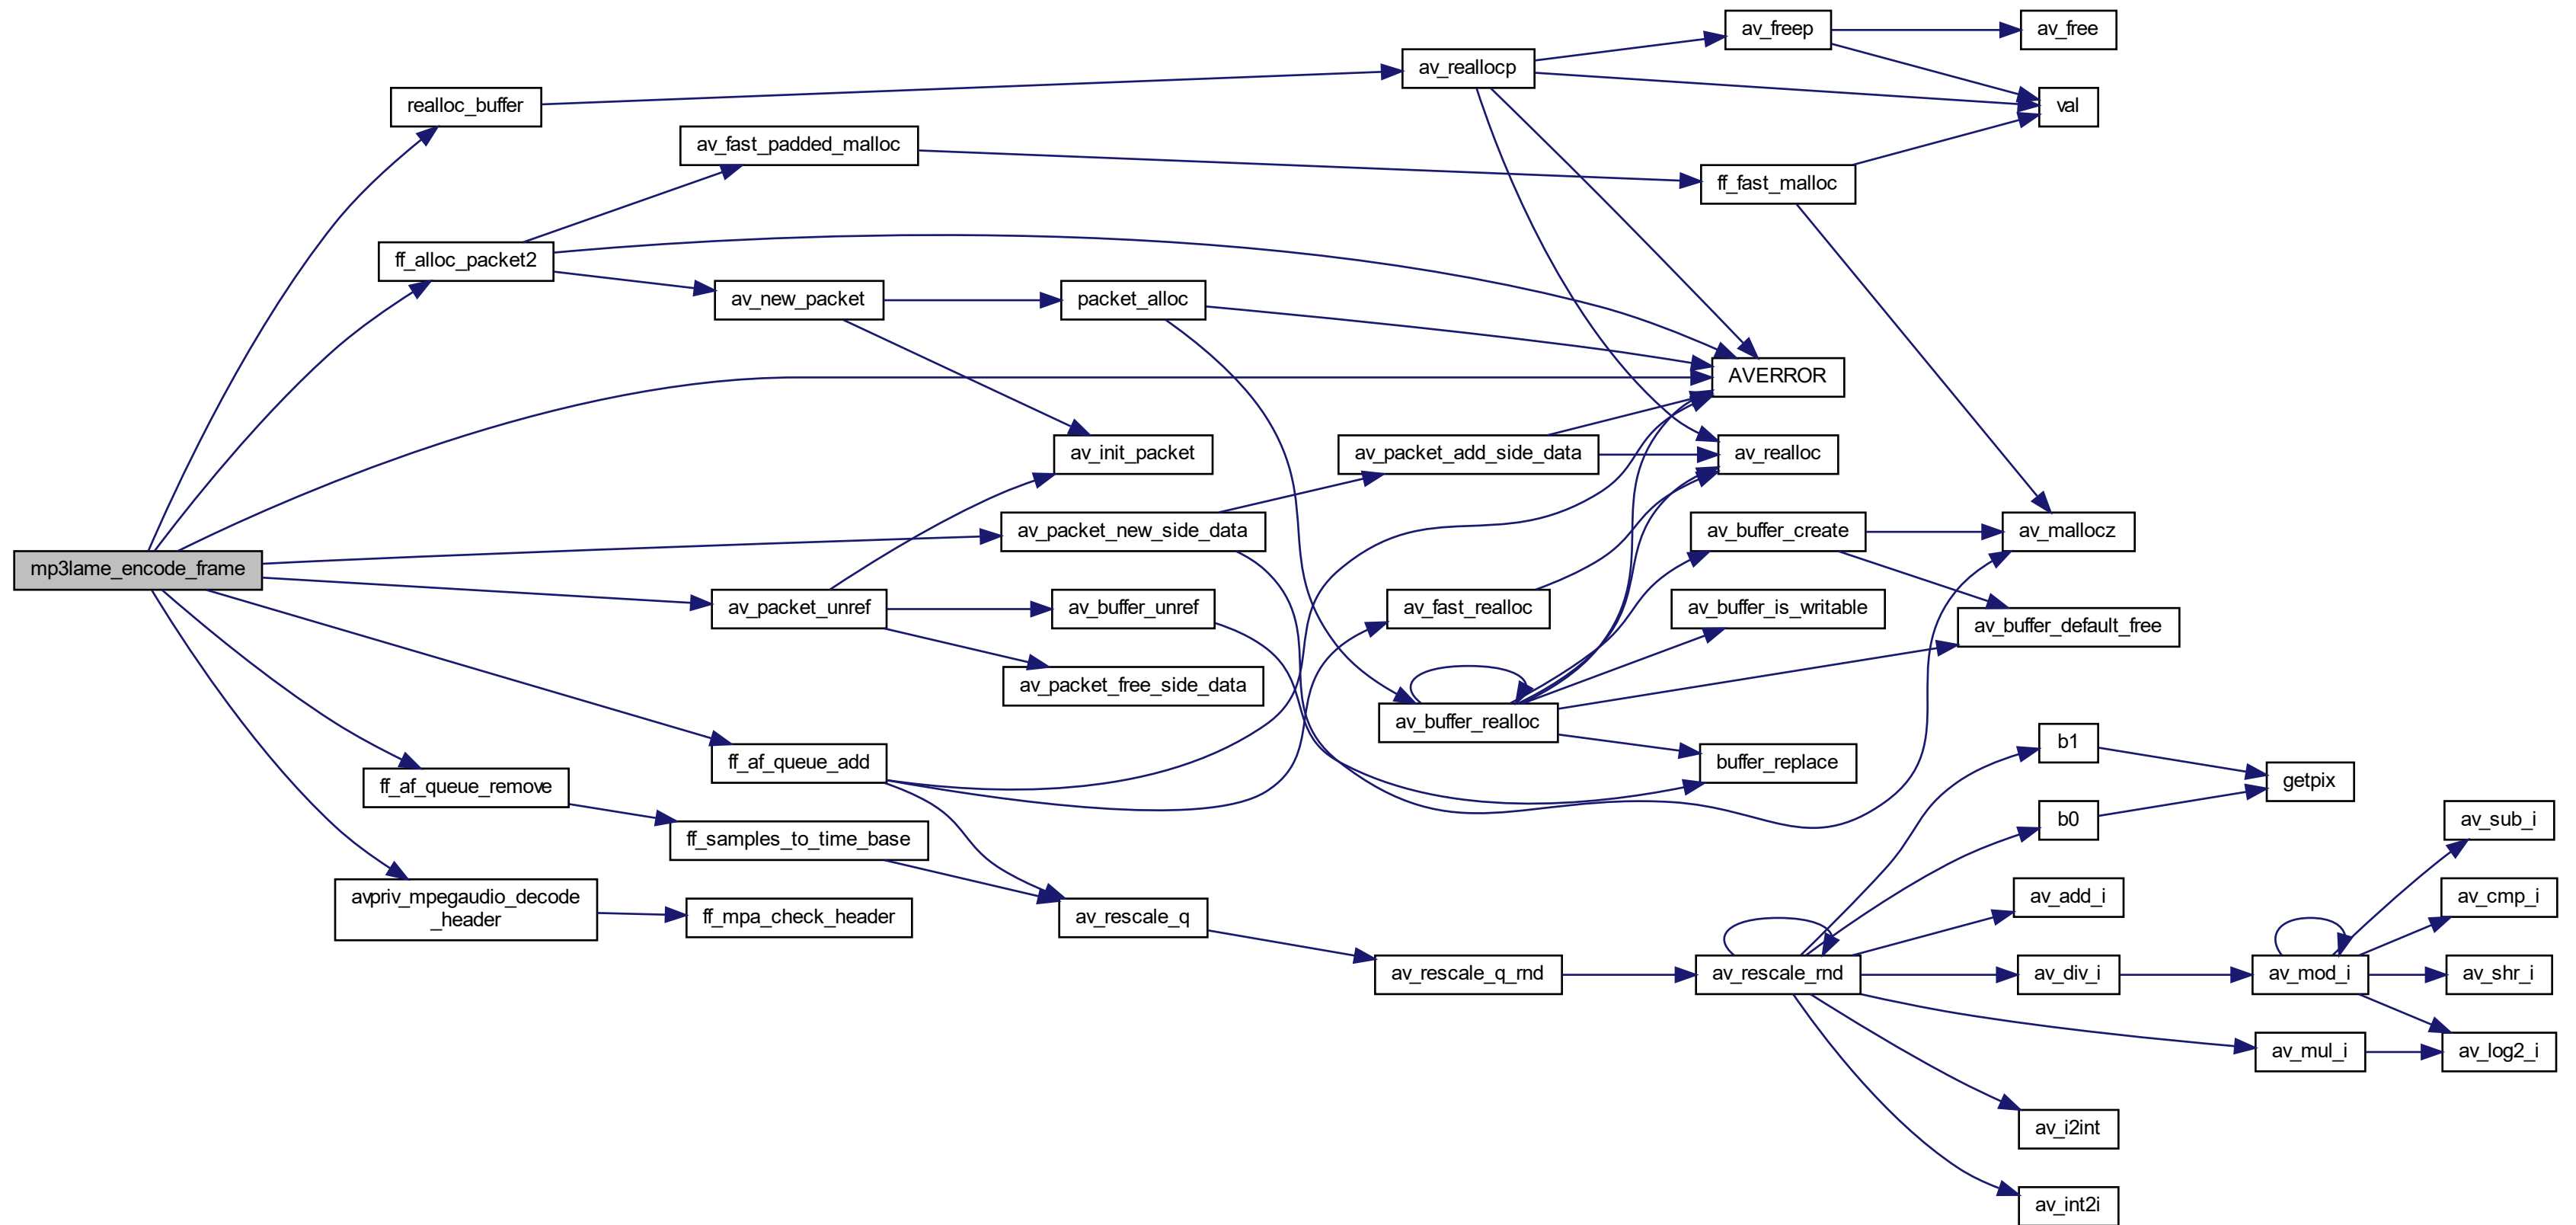 av_freep
av_free
av_reallocp
realloc_buffer
val
av_fast_padded_malloc
ff_fast_malloc
ff_alloc_packet2
av_new_packet
packet_alloc
AVERROR
av_init_packet
av_packet_add_side_data
av_realloc
av_packet_new_side_data
av_buffer_create
av_mallocz
mp3lame_encode_frame
av_packet_unref
av_buffer_unref
av_fast_realloc
av_buffer_is_writable
av_buffer_default_free
av_packet_free_side_data
av_buffer_realloc
b1
ff_af_queue_add
buffer_replace
getpix
ff_af_queue_remove
b0
av_sub_i
ff_samples_to_time_base
avpriv_mpegaudio_decode
_header
ff_mpa_check_header
av_rescale_q
av_add_i
av_cmp_i
av_rescale_q_rnd
av_rescale_rnd
av_div_i
av_mod_i
av_shr_i
av_mul_i
av_log2_i
av_i2int
av_int2i